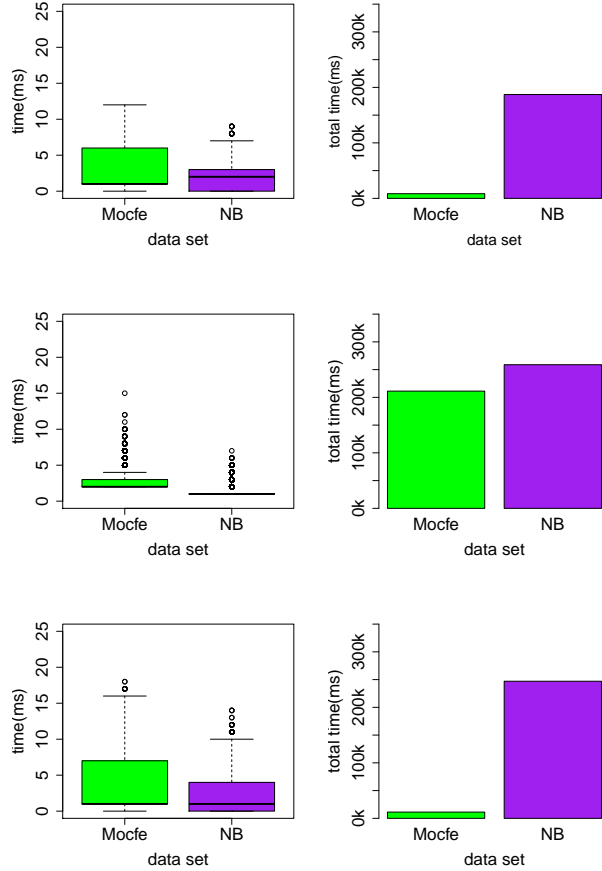 25
20
15
10
5
0
time(ms)
Mocfe NB
data set
300k
200k
100k
0k
total time(ms)
Mocfe NB
data set
25
20
15
10
5
0
time(ms)
Mocfe NB
data set
300k
200k
100k
0k
total time(ms)
Mocfe NB
data set
25
20
15
10
5
0
time(ms)
Mocfe NB
data set
300k
200k
100k
0k
total time(ms)
Mocfe NB
data set